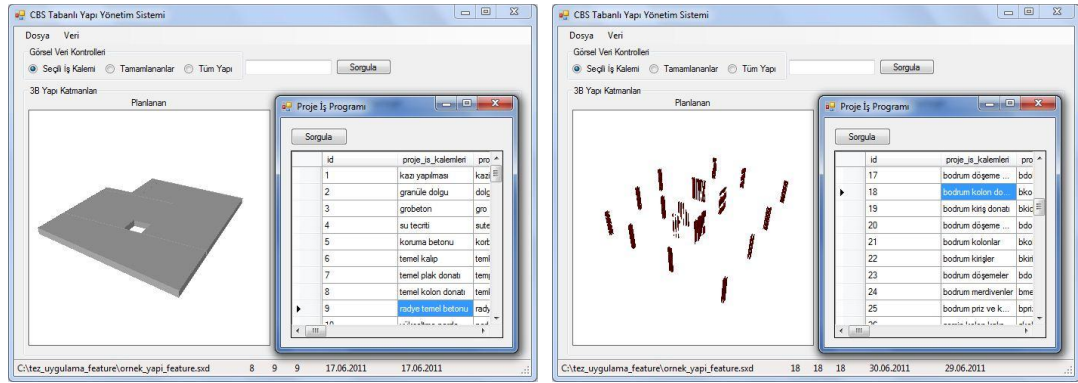 CBS Tabanlı Yapı Yönetim Sistemi
Dosya Veri
Görsel Veri Kontrolleri
Seçili İş Kalemi Tamamlananlar Tüm Yapı Sorgula
3B Yapı Katmanları
Planlanan
Proje İş Programı
Sorgula
id proje_is_kalemleri pro
1 kazı yapılması kazi
2 granüle dolgu dolg
3 grobeton gro
4 su tecriti sute
5 koruma betonu korb
6 temel kalıp teml
7 temel plak donatı temp
8 temel kolon donatı teml
9 radye temel betonu rady
C:\tez_uygulama_feature\ornek_yapi_feature.sxd 8 9 9 17.06.2011 17.06.2011
CBS Tabanlı Yapı Yönetim Sistemi
Dosya Veri
Görsel Veri Kontrolleri
Seçili İş Kalemi Tamamlananlar Tüm Yapı Sorgula
3B Yapı Katmanları
Planlanan
Proje İş Programı
Sorgula
id proje_is_kalemleri pro
17 bodrum döşeme ... bdo
18 bodrum kolon do... bko
19 bodrum kiriş donatı bkid
20 bodrum döşeme ... bdo
21 bodrum kolonlar bko
22 bodrum kirişler bkiri
23 bodrum döşemeler bdo
24 bodrum merdivenler bme
25 bodrum priz ve k... bpri
C:\tez_uygulama_feature\ornek_yapi_feature.sxd 18 18 18 30.06.2011 29.06.2011